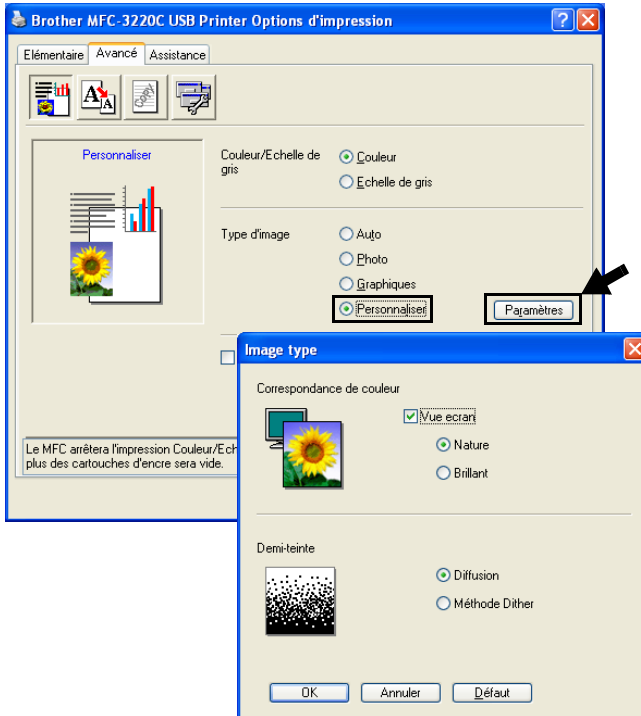 Brother MFC-3220C USB Printer Options d'impression
Elémentaire Avancé Assistance
Personnaliser
Couleur/Echelle de gris
Couleur
Echelle de gris
Type d'image
Auto
Photo
Graphiques
Personnaliser
Paramètres
Le MFC arrêtera l'impression Couleur/Ech
plus des cartouches d'encre sera vide.
Image type
Correspondance de couleur
Vue ecran
Nature
Brillant
Demi-teinte
Diffusion
Méthode Dither
OK Annuler Défaut